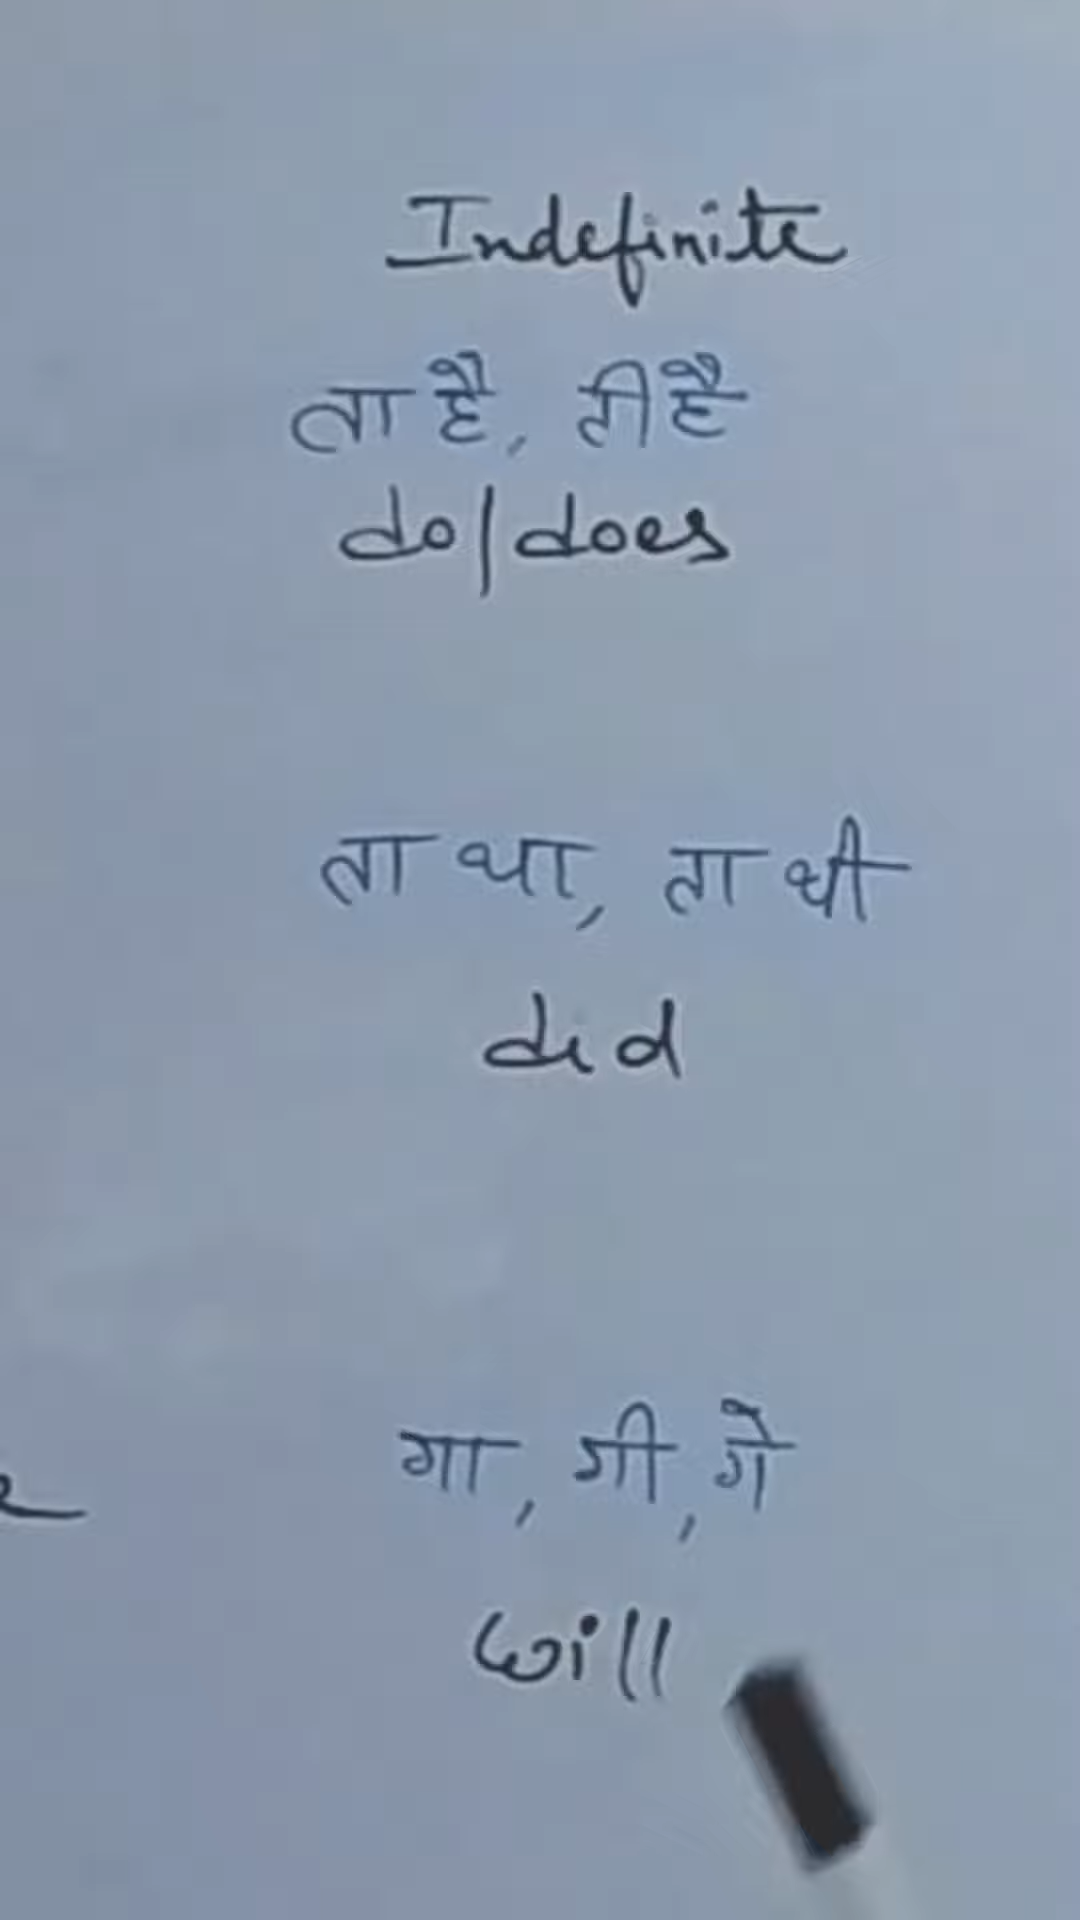 Indefinite
ता है, ती है
do/does
ता था, ता थी
did
गा, गी, गे
will